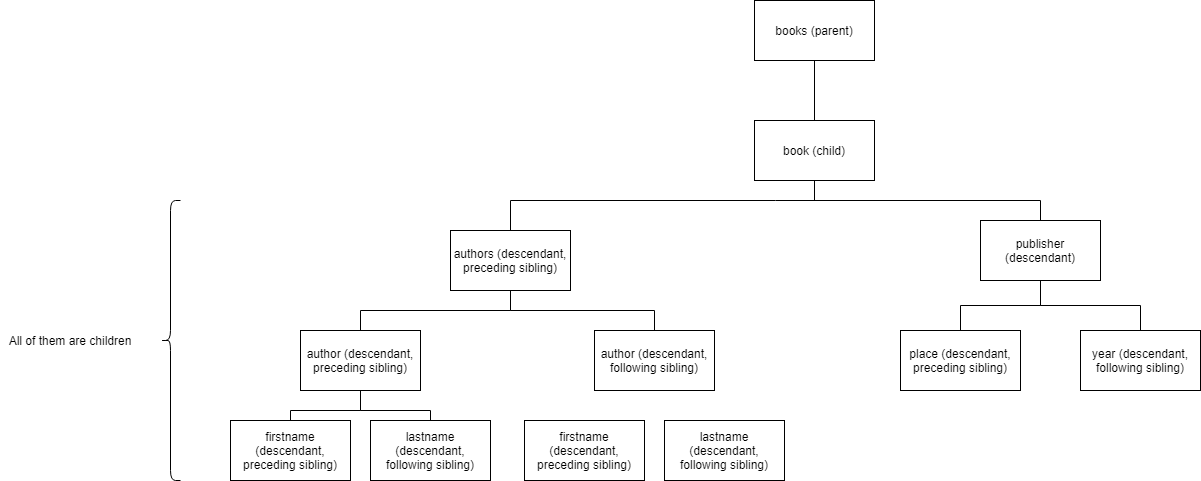 books (parent)
book (child)
authors (descendant,
preceding sibling)
publisher
(descendant)
All of them are children
author (descendant,
preceding sibling)
author (descendant,
following sibling)
place (descendant,
preceding sibling)
year (descendant,
following sibling)
firstname
(descendant,
preceding sibling)
lastname
(descendant,
following sibling)
firstname
(descendant,
preceding sibling)
lastname
(descendant,
following sibling)